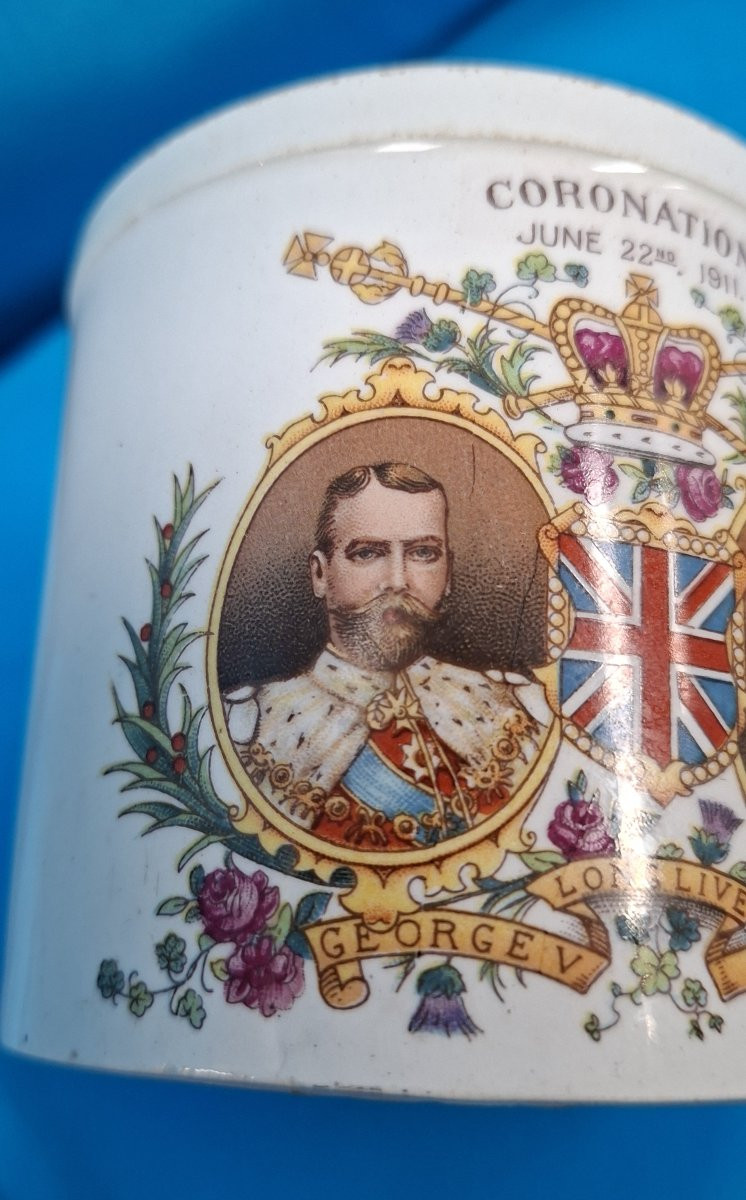 CORONATION
JUNE 22ND, 1911.
GEORGE V
LONG LIVE